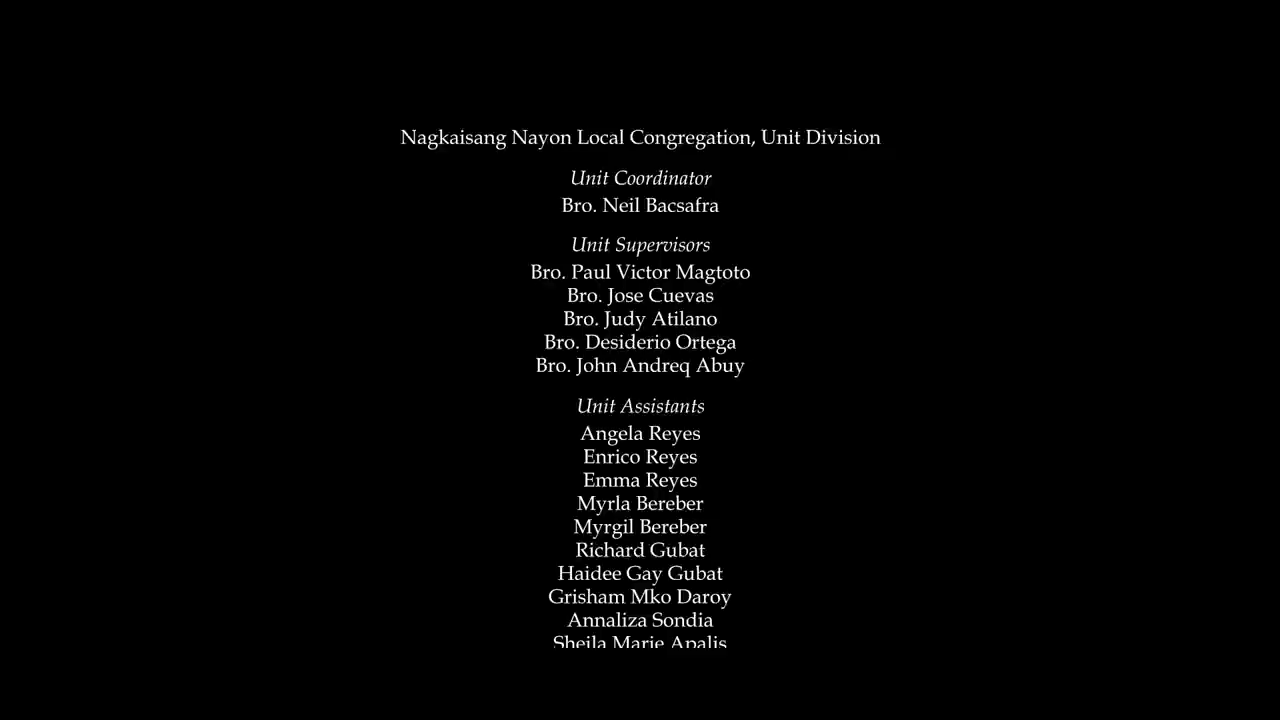 Nagkaisang Nayon Local Congregation, Unit Division
Unit Coordinator
Bro. Neil Bacsafra
Unit Supervisors
Bro. Paul Victor Magtoto
Bro. Jose Cuevas
Bro. Judy Atilano
Bro. Desiderio Ortega
Bro. John Andreq Abuy
Unit Assistants
Angela Reyes
Enrico Reyes
Emma Reyes
Myrla Bereber
Myrgil Bereber
Richard Gubat
Haidee Gay Gubat
Grisham Mko Daroy
Annaliza Sondia
Sheila Marie Apalis